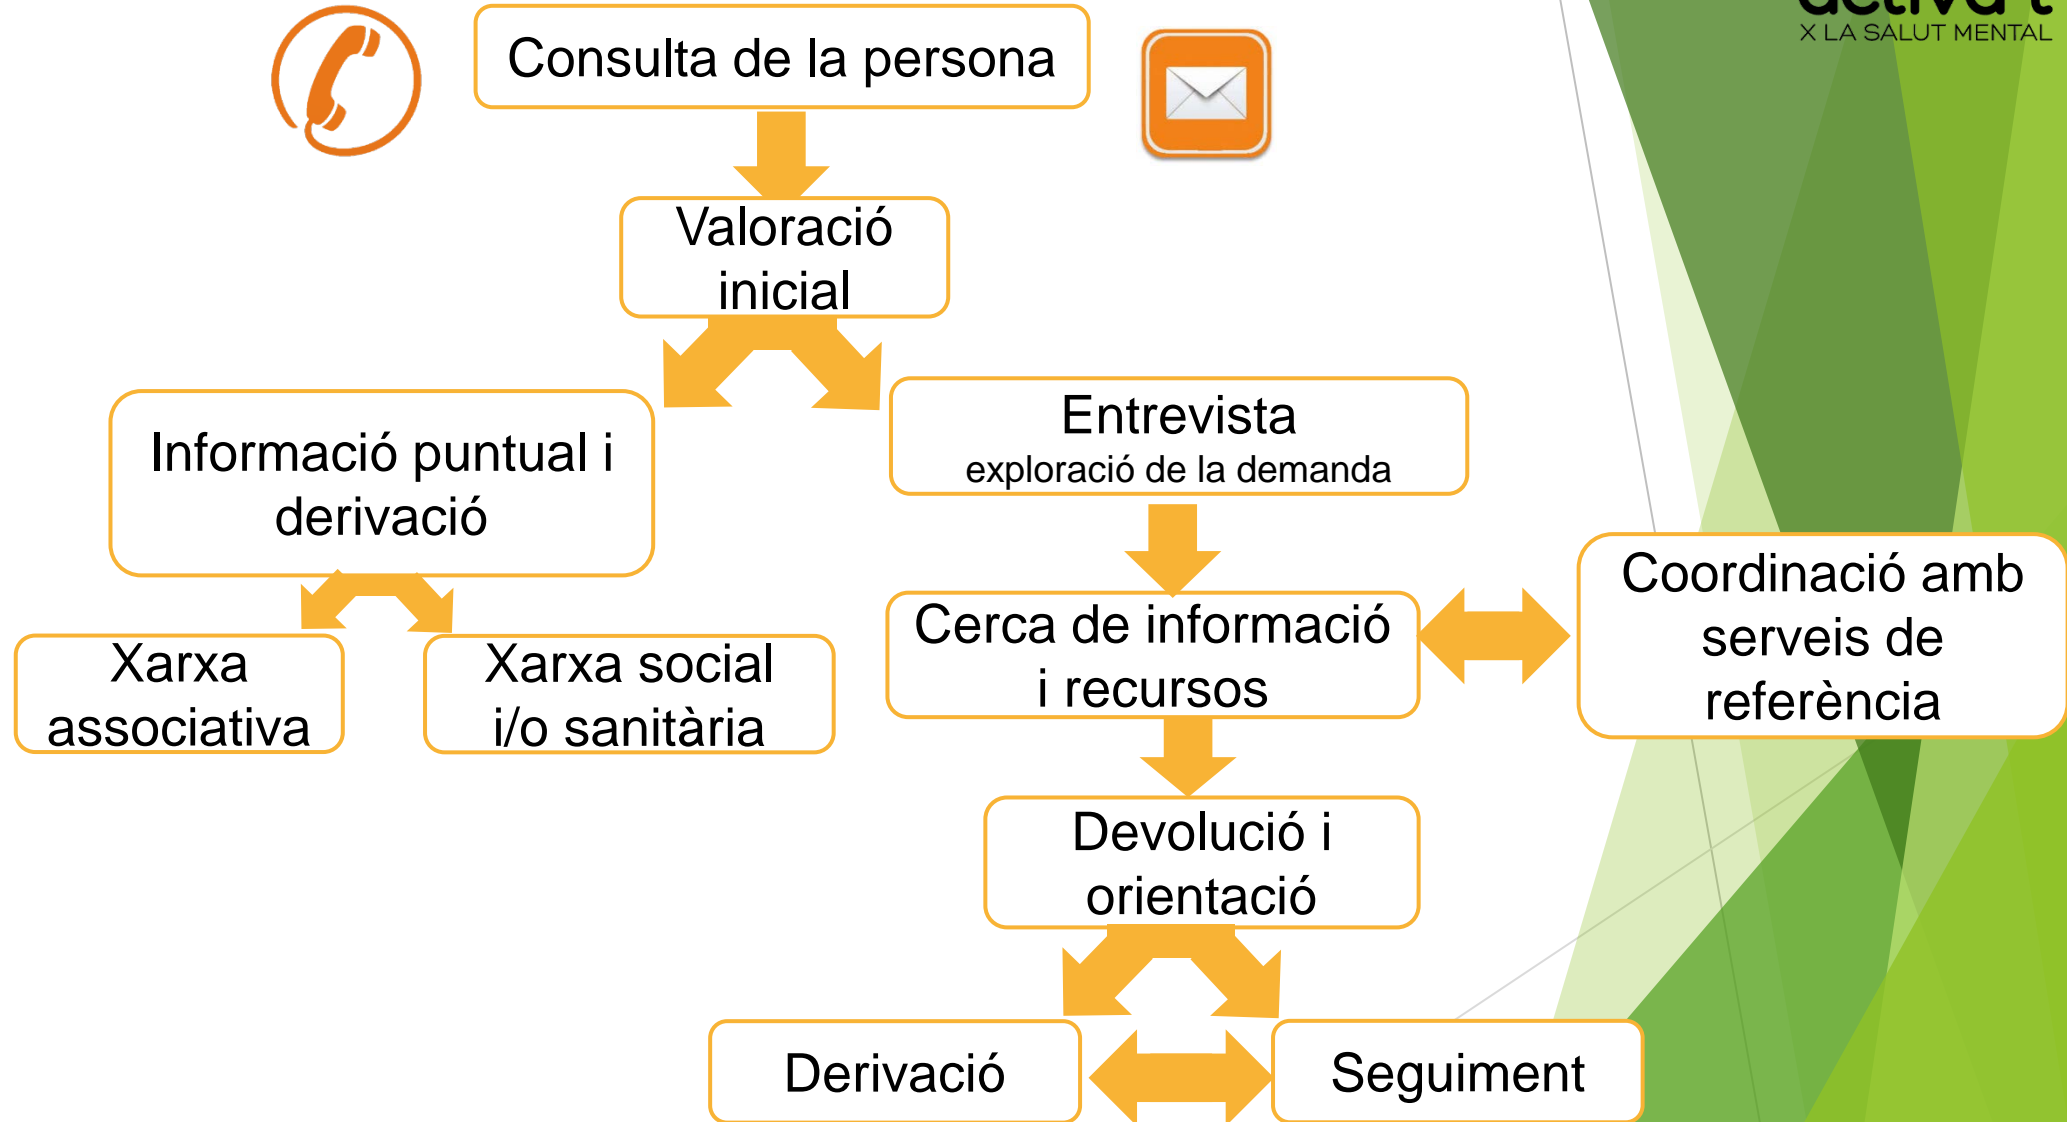 X LA SALUT MENTAL
Consulta de la persona
Valoració
inicial
Informació puntual i
derivació
Entrevista
exploració de la demanda
Xarxa
associativa
Xarxa social
i/o sanitària
Cerca de informació
i recursos
Coordinació amb
serveis de
referència
Devolució i
orientació
Derivació
Seguiment